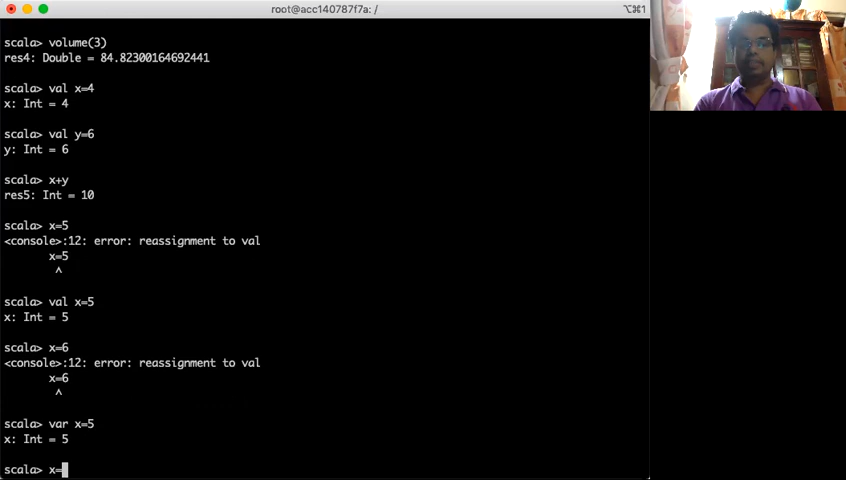 root@acc140787f7a: /
⌥⌘1
scala> volume(3)
res4: Double = 84.82300164692441
scala> val x=4
x: Int = 4
scala> val y=6
y: Int = 6
scala> x+y
res5: Int = 10
scala> x=5
<console>:12: error: reassignment to val
x=5
^
scala> val x=5
x: Int = 5
scala> x=6
<console>:12: error: reassignment to val
x=6
^
scala> var x=5
x: Int = 5
scala> x=